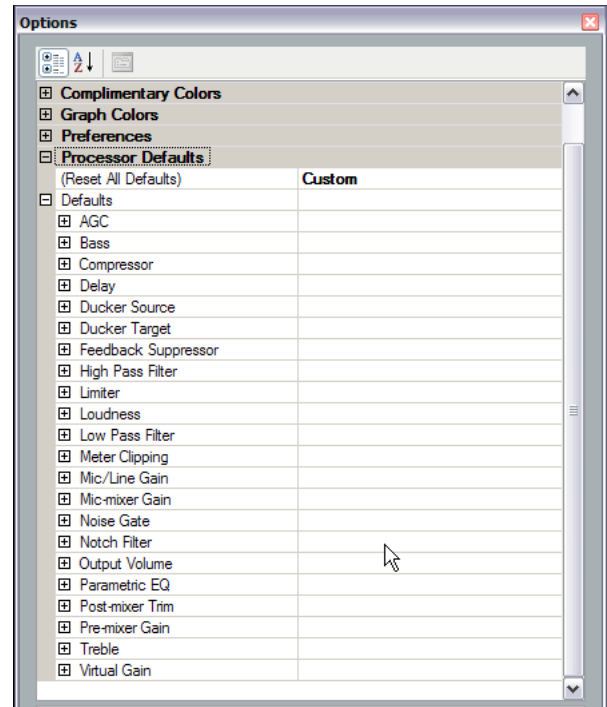 Options
Complimentary Colors
Graph Colors
Preferences
Processor Defaults
(Reset All Defaults) Custom
Defaults
AGC
Bass
Compressor
Delay
Ducker Source
Ducker Target
Feedback Suppressor
High Pass Filter
Limiter
Loudness
Low Pass Filter
Meter Clipping
Mic/Line Gain
Mic-mixer Gain
Noise Gate
Notch Filter
Output Volume
Parametric EQ
Post-mixer Trim
Pre-mixer Gain
Treble
Virtual Gain